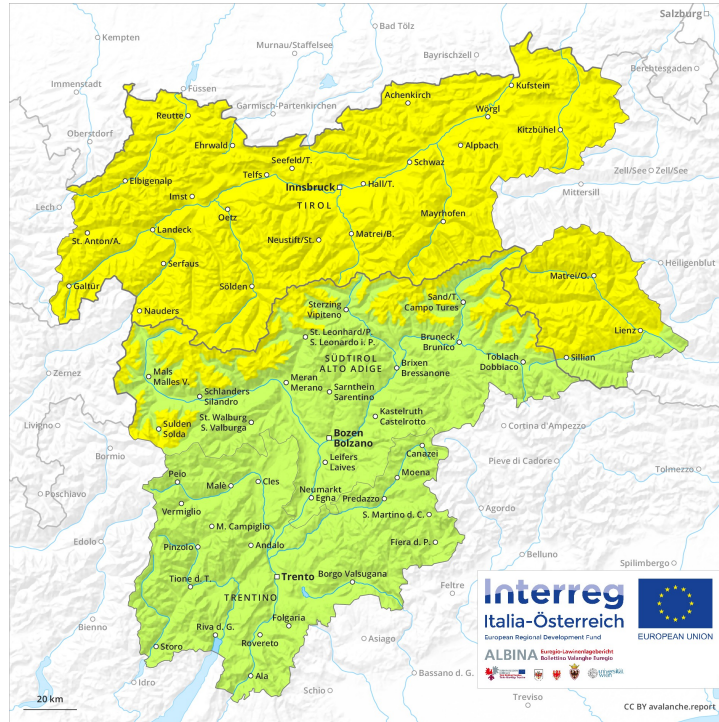 Salzburg
Bad Tölz
Kempten
Murnau/Staffelsee
Bayrischzell
Berchtesgaden
Immenstadt
Füssen
Kufstein
Garmisch-Partenkirchen
Achenkirch
Reutte
Wörgl
Oberstdorf
Ehrwald
Kitzbühel
Alpbach
Seefeld/T.
Schwaz
Zell/See
Zell/See
Elbigenalp
Telfs
Innsbruck
Hall/T.
Mittersill
Imst
TIROL
Lech
Oetz
Mayrhofen
St. Anton/A.
Landeck
Neustift/St.
Matrei/B.
Serfaus
Heiligenblut
Galtür
Sölden
Matrei/O.
Nauders
Sterzing
Vipiteno
Sand/T.
Campo Tures
St. Leonhard/P.
S. Leonardo i. P.
Bruneck
Brunico
Lienz
Sillian
SÜDTIROL
ALTO ADIGE
Toblach
Dobbiaco
Zernez
Mals
Malles V.
Meran
Merano
Brixen
Bressanone
Schlanders
Silandro
Sarnthein
Sarentino
St. Walburg
S. Valburga
Kastelruth
Castelrotto
Livigno
Sulden
Solda
Bozen
Bolzano
Cortina d'Ampezzo
Bormio
Canazei
Leifers
Laives
Pieve di Cadore
Tolmezzo
Peio
Moena
Poschiavo
Malè
Cles
Neumarkt
Egna
Predazzo
Vermiglio
Agordo
S. Martino d. C.
M. Campiglio
Edolo
Pinzolo
Andalo
Fiera d. P.
Belluno
Spilimbergo
Tione d. T.
Trento
Borgo Valsugana
Feltre
TRENTINO
Folgaria
Bienno
Riva d. G.
Rovereto
Asiago
Storo
Ala
Idro
Schio
Bassano d. G.
Treviso
20 km
Interreg
Italia-Österreich
European Regional Development Fund
EUROPEAN UNION
ALBINA
Euregio-Lawinenlagebericht
Bollettino Valanghe Euregio
universität
wien
CC BY avalanche.report